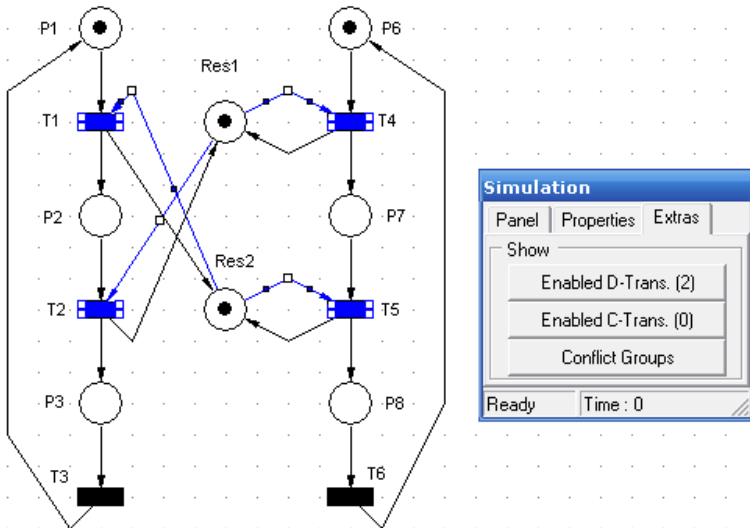 P1
P6
Res1
T1
T4
P2
P7
Res2
T2
T5
P3
P8
T3
T6
Simulation
Panel Properties Extras
Show
Enabled D-Trans. (2)
Enabled C-Trans. (0)
Conflict Groups
Ready Time : 0